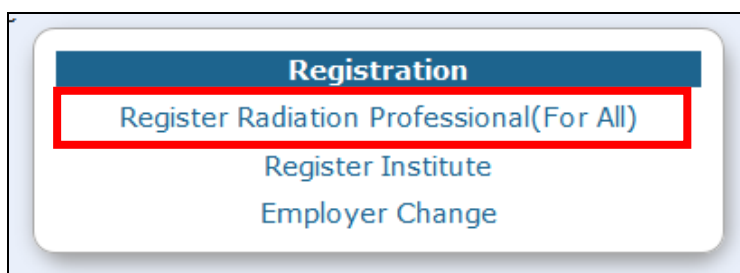 Registration
Register Radiation Professional(For All)
Register Institute
Employer Change